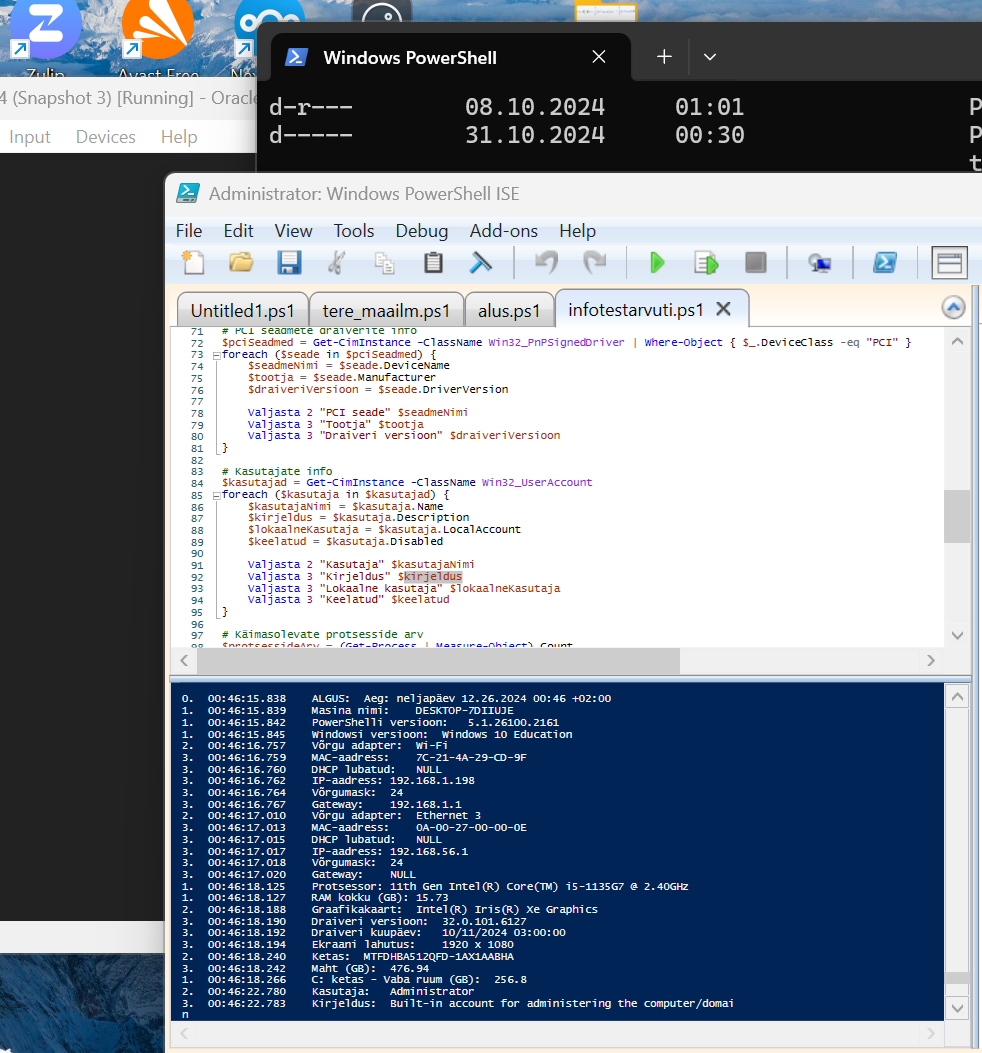 Zulip
Avast Free
Windows PowerShell
4 (Snapshot 3) [Running] - Oracle
Input Devices Help
d-r--- 08.10.2024 01:01 P
d----- 31.10.2024 00:30 P
t
Administrator: Windows PowerShell ISE
File Edit View Tools Debug Add-ons Help
Untitled1.ps1 tere_maailm.ps1 alus.ps1 infotestarvuti.ps1
71 # PCI seadmete draiverite info
72 $pciSeadmed = Get-CimInstance -ClassName Win32_PnPSignedDriver | Where-Object { $_.DeviceClass -eq "PCI" }
73 foreach ($seade in $pciSeadmed) {
74 $seadmeNimi = $seade.DeviceName
75 $tootja = $seade.Manufacturer
76 $draiveriVersioon = $seade.DriverVersion
77
78 Valjasta 2 "PCI seade" $seadmeNimi
79 Valjasta 3 "Tootja" $tootja
80 Valjasta 3 "Draiveri versioon" $draiveriVersioon
81 }
82
83 # Kasutajate info
84 $kasutajad = Get-CimInstance -ClassName Win32_UserAccount
85 foreach ($kasutaja in $kasutajad) {
86 $kasutajaNimi = $kasutaja.Name
87 $kirjeldus = $kasutaja.Description
88 $lokaalneKasutaja = $kasutaja.LocalAccount
89 $keelatud = $kasutaja.Disabled
90
91 Valjasta 2 "Kasutaja" $kasutajaNimi
92 Valjasta 3 "Kirjeldus" $kirjeldus
93 Valjasta 3 "Lokaalne kasutaja" $lokaalneKasutaja
94 Valjasta 3 "Keelatud" $keelatud
95 }
96
97 # Käimasolevate protsesside arv
98 $protsessideArv = (Get-Process | Measure-Object).Count
0. 00:46:15.838 ALGUS: Aeg: neljapäev 12.26.2024 00:46 +02:00
1. 00:46:15.839 Masina nimi: DESKTOP-7DIIUJE
1. 00:46:15.842 PowerShelli versioon: 5.1.26100.2161
1. 00:46:15.845 Windowsi versioon: Windows 10 Education
2. 00:46:16.757 Võrgu adapter: Wi-Fi
3. 00:46:16.759 MAC-aadress: 7C-21-4A-29-CD-9F
3. 00:46:16.760 DHCP lubatud: NULL
3. 00:46:16.762 IP-aadress: 192.168.1.198
3. 00:46:16.764 Võrgumask: 24
3. 00:46:16.767 Gateway: 192.168.1.1
2. 00:46:17.010 Võrgu adapter: Ethernet 3
3. 00:46:17.013 MAC-aadress: 0A-00-27-00-00-0E
3. 00:46:17.015 DHCP lubatud: NULL
3. 00:46:17.017 IP-aadress: 192.168.56.1
3. 00:46:17.018 Võrgumask: 24
3. 00:46:17.020 Gateway: NULL
1. 00:46:18.125 Protsessor: 11th Gen Intel(R) Core(TM) i5-1135G7 @ 2.40GHz
1. 00:46:18.127 RAM kokku (GB): 15.73
2. 00:46:18.188 Graafikakaart: Intel(R) Iris(R) Xe Graphics
3. 00:46:18.190 Draiveri versioon: 32.0.101.6127
3. 00:46:18.192 Draiveri kuupäev: 10/11/2024 03:00:00
3. 00:46:18.194 Ekraani lahutus: 1920 x 1080
2. 00:46:18.240 Ketas: MTFDHBA512QFD-1AX1AABHA
3. 00:46:18.242 Maht (GB): 476.94
1. 00:46:18.266 C: ketas - Vaba ruum (GB): 256.8
2. 00:46:22.780 Kasutaja: Administrator
3. 00:46:22.783 Kirjeldus: Built-in account for administering the computer/domai
n